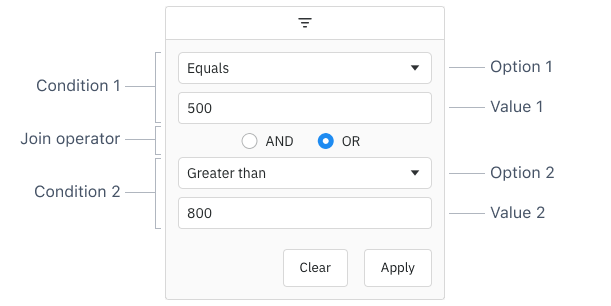 Equals
Option 1
Condition 1
500
Value 1
Join operator
AND
OR
Greater than
Option 2
Condition 2
800
Value 2
Clear
Apply